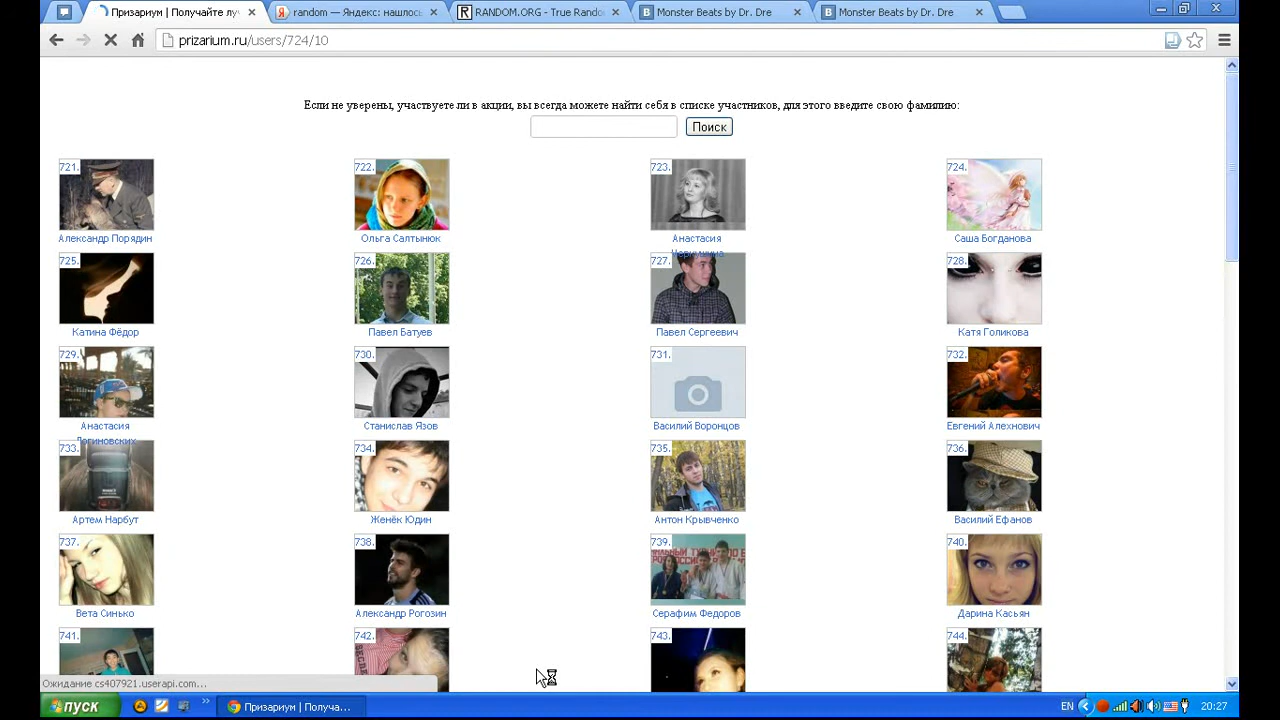 Призариум | Получайте лу
random — Яндекс: нашлос
RANDOM.ORG - True Rando
Monster Beats by Dr. Dre
Monster Beats by Dr. Dre
prizarium.ru/users/724/10
Если не уверены, участвуете ли в акции, вы всегда можете найти себя в списке участников, для этого введите свою фамилию:
Поиск
721. 722. 723. 724.
Александр Порядин Ольга Салтынюк Анастасия Саша Богданова
725. 726. 727. 728.
Катина Фёдор Павел Батуев Павел Сергеевич Катя Голикова
729. 730. 731. 732.
Анастасия Логиновских Станислав Язов Василий Воронцов Евгений Алехнович
733. 734. 735. 736.
Артем Нарбут Женёк Юдин Антон Крывченко Василий Ефанов
737. 738. 739. 740.
Вета Синько Александр Рогозин Серафим Федоров Дарина Касьян
741. 742. 743. 744.
Ожидание cs407921.userapi.com...
пуск
Призариум | Получа...
EN
20:27